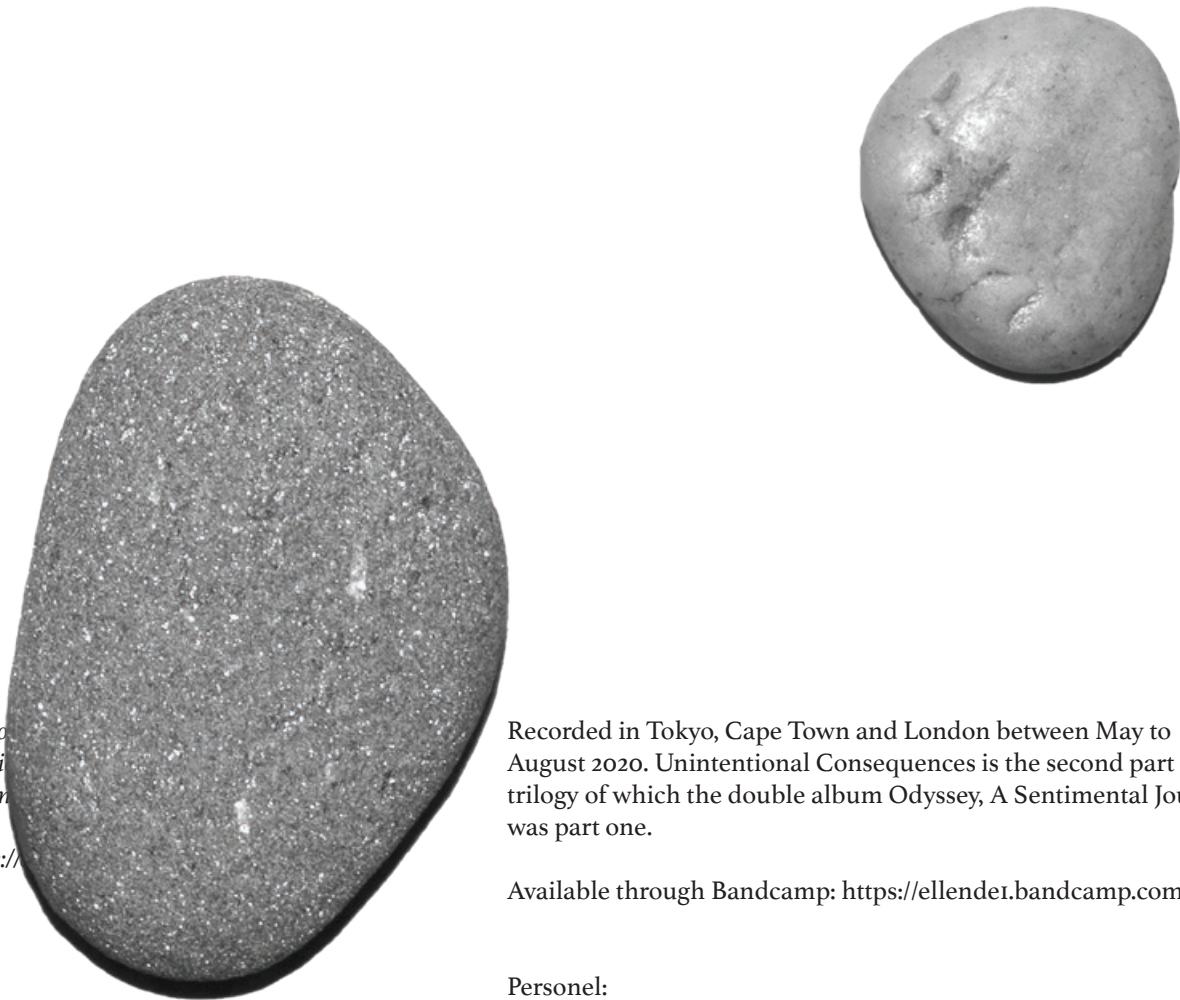 Recorded in Tokyo, Cape Town and London between May to
August 2020. Unintentional Consequences is the second part
trilogy of which the double album Odyssey, A Sentimental
was part one.
Available through Bandcamp: https://ellende1.bandcamp.com
Personel: